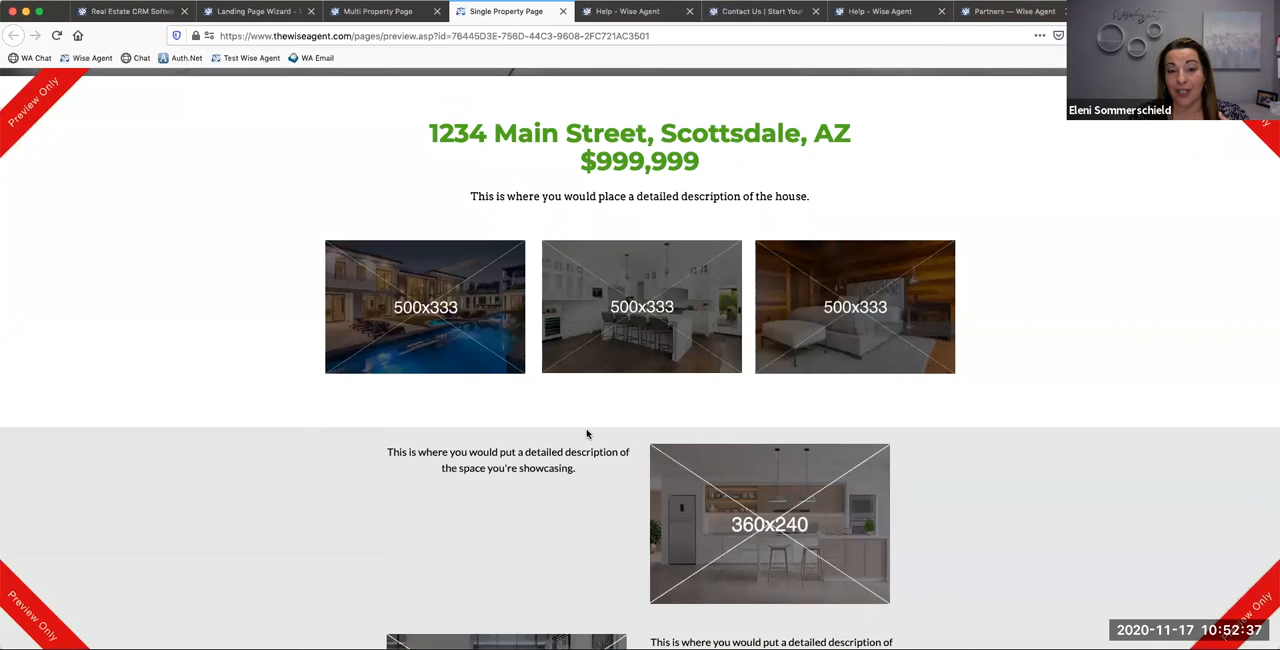 Real Estate CRM Softwa
Landing Page Wizard -
Multi Property Page
Single Property Page
Help - Wise Agent
Contact Us | Start Your
Help - Wise Agent
Partners — Wise Agent
https://www.thewiseagent.com/pages/preview.asp?id=76445D3E-756D-44C3-9608-2FC721AC3501
WA Chat
Wise Agent
Chat
Auth.Net
Test Wise Agent
WA Email
Preview Only
Eleni Sommerschield
1234 Main Street, Scottsdale, AZ
$999,999
This is where you would place a detailed description of the house.
500x333
500x333
500x333
This is where you would put a detailed description of
the space you're showcasing.
360x240
This is where you would put a detailed description of
Preview Only
Preview Only
2020-11-17 10:52:37